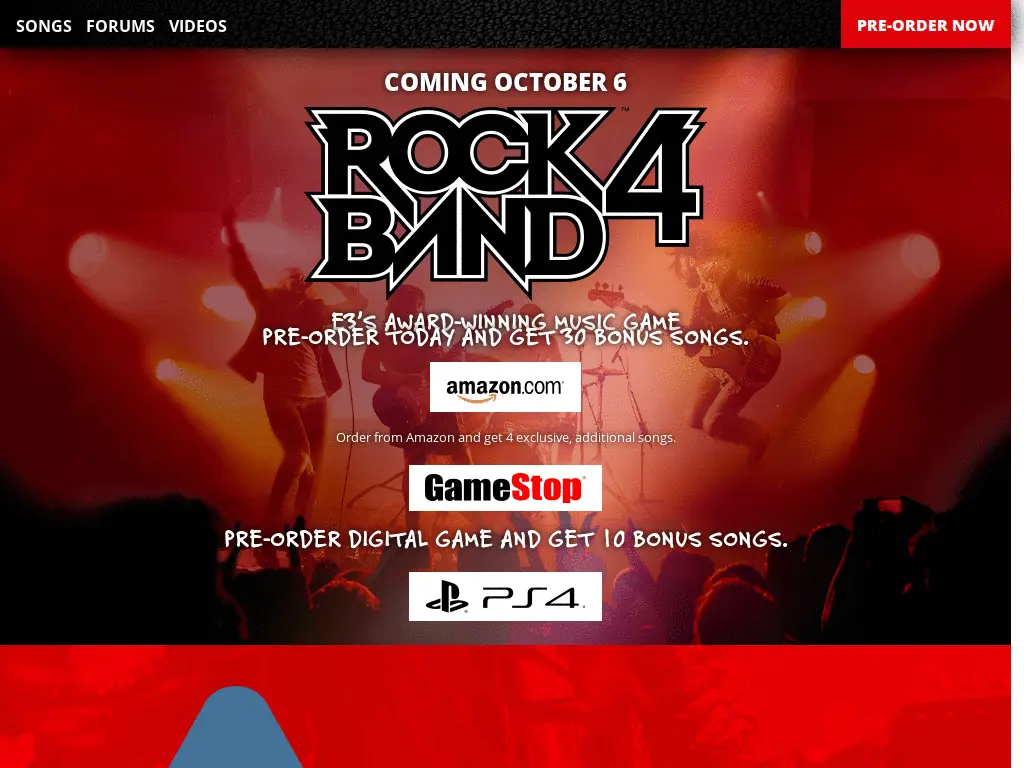 SONGS FORUMS VIDEOS PRE-ORDER NOW
COMING OCTOBER 6
ROCK BAND 4™
E3'S AWARD-WINNING MUSIC GAME
PRE-ORDER TODAY AND GET 30 BONUS SONGS.
amazon.com
Order from Amazon and get 4 exclusive, additional songs.
GameStop
PRE-ORDER DIGITAL GAME AND GET 10 BONUS SONGS.
PS4